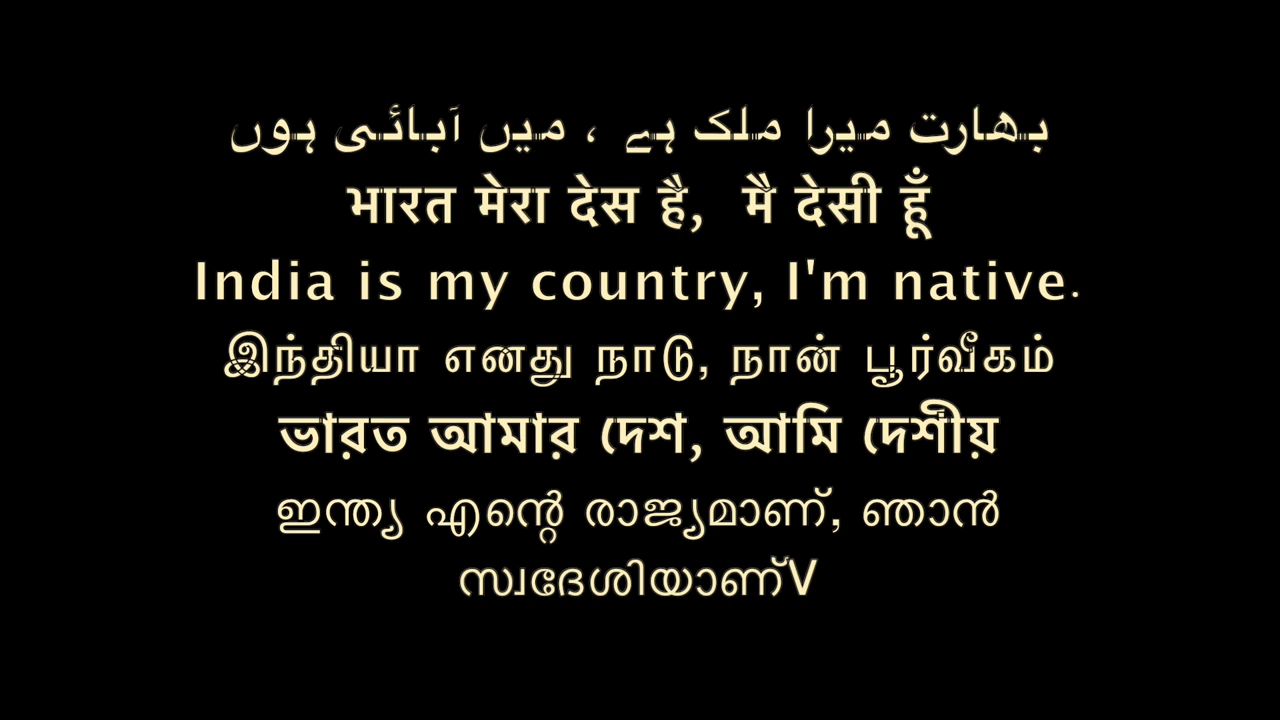 بھارت میرا ملک ہے ، میں آبائی ہوں
भारत मेरा देस है, मै देसी हूँ
India is my country, I'm native.
இந்தியா எனது நாடு, நான் பூர்வீகம்
ভারত আমার দেশ, আমি দেশীয়
ഇന്ത്യ എന്റെ രാജ്യമാണ്, ഞാൻ
സ്വദേശിയാണ്V